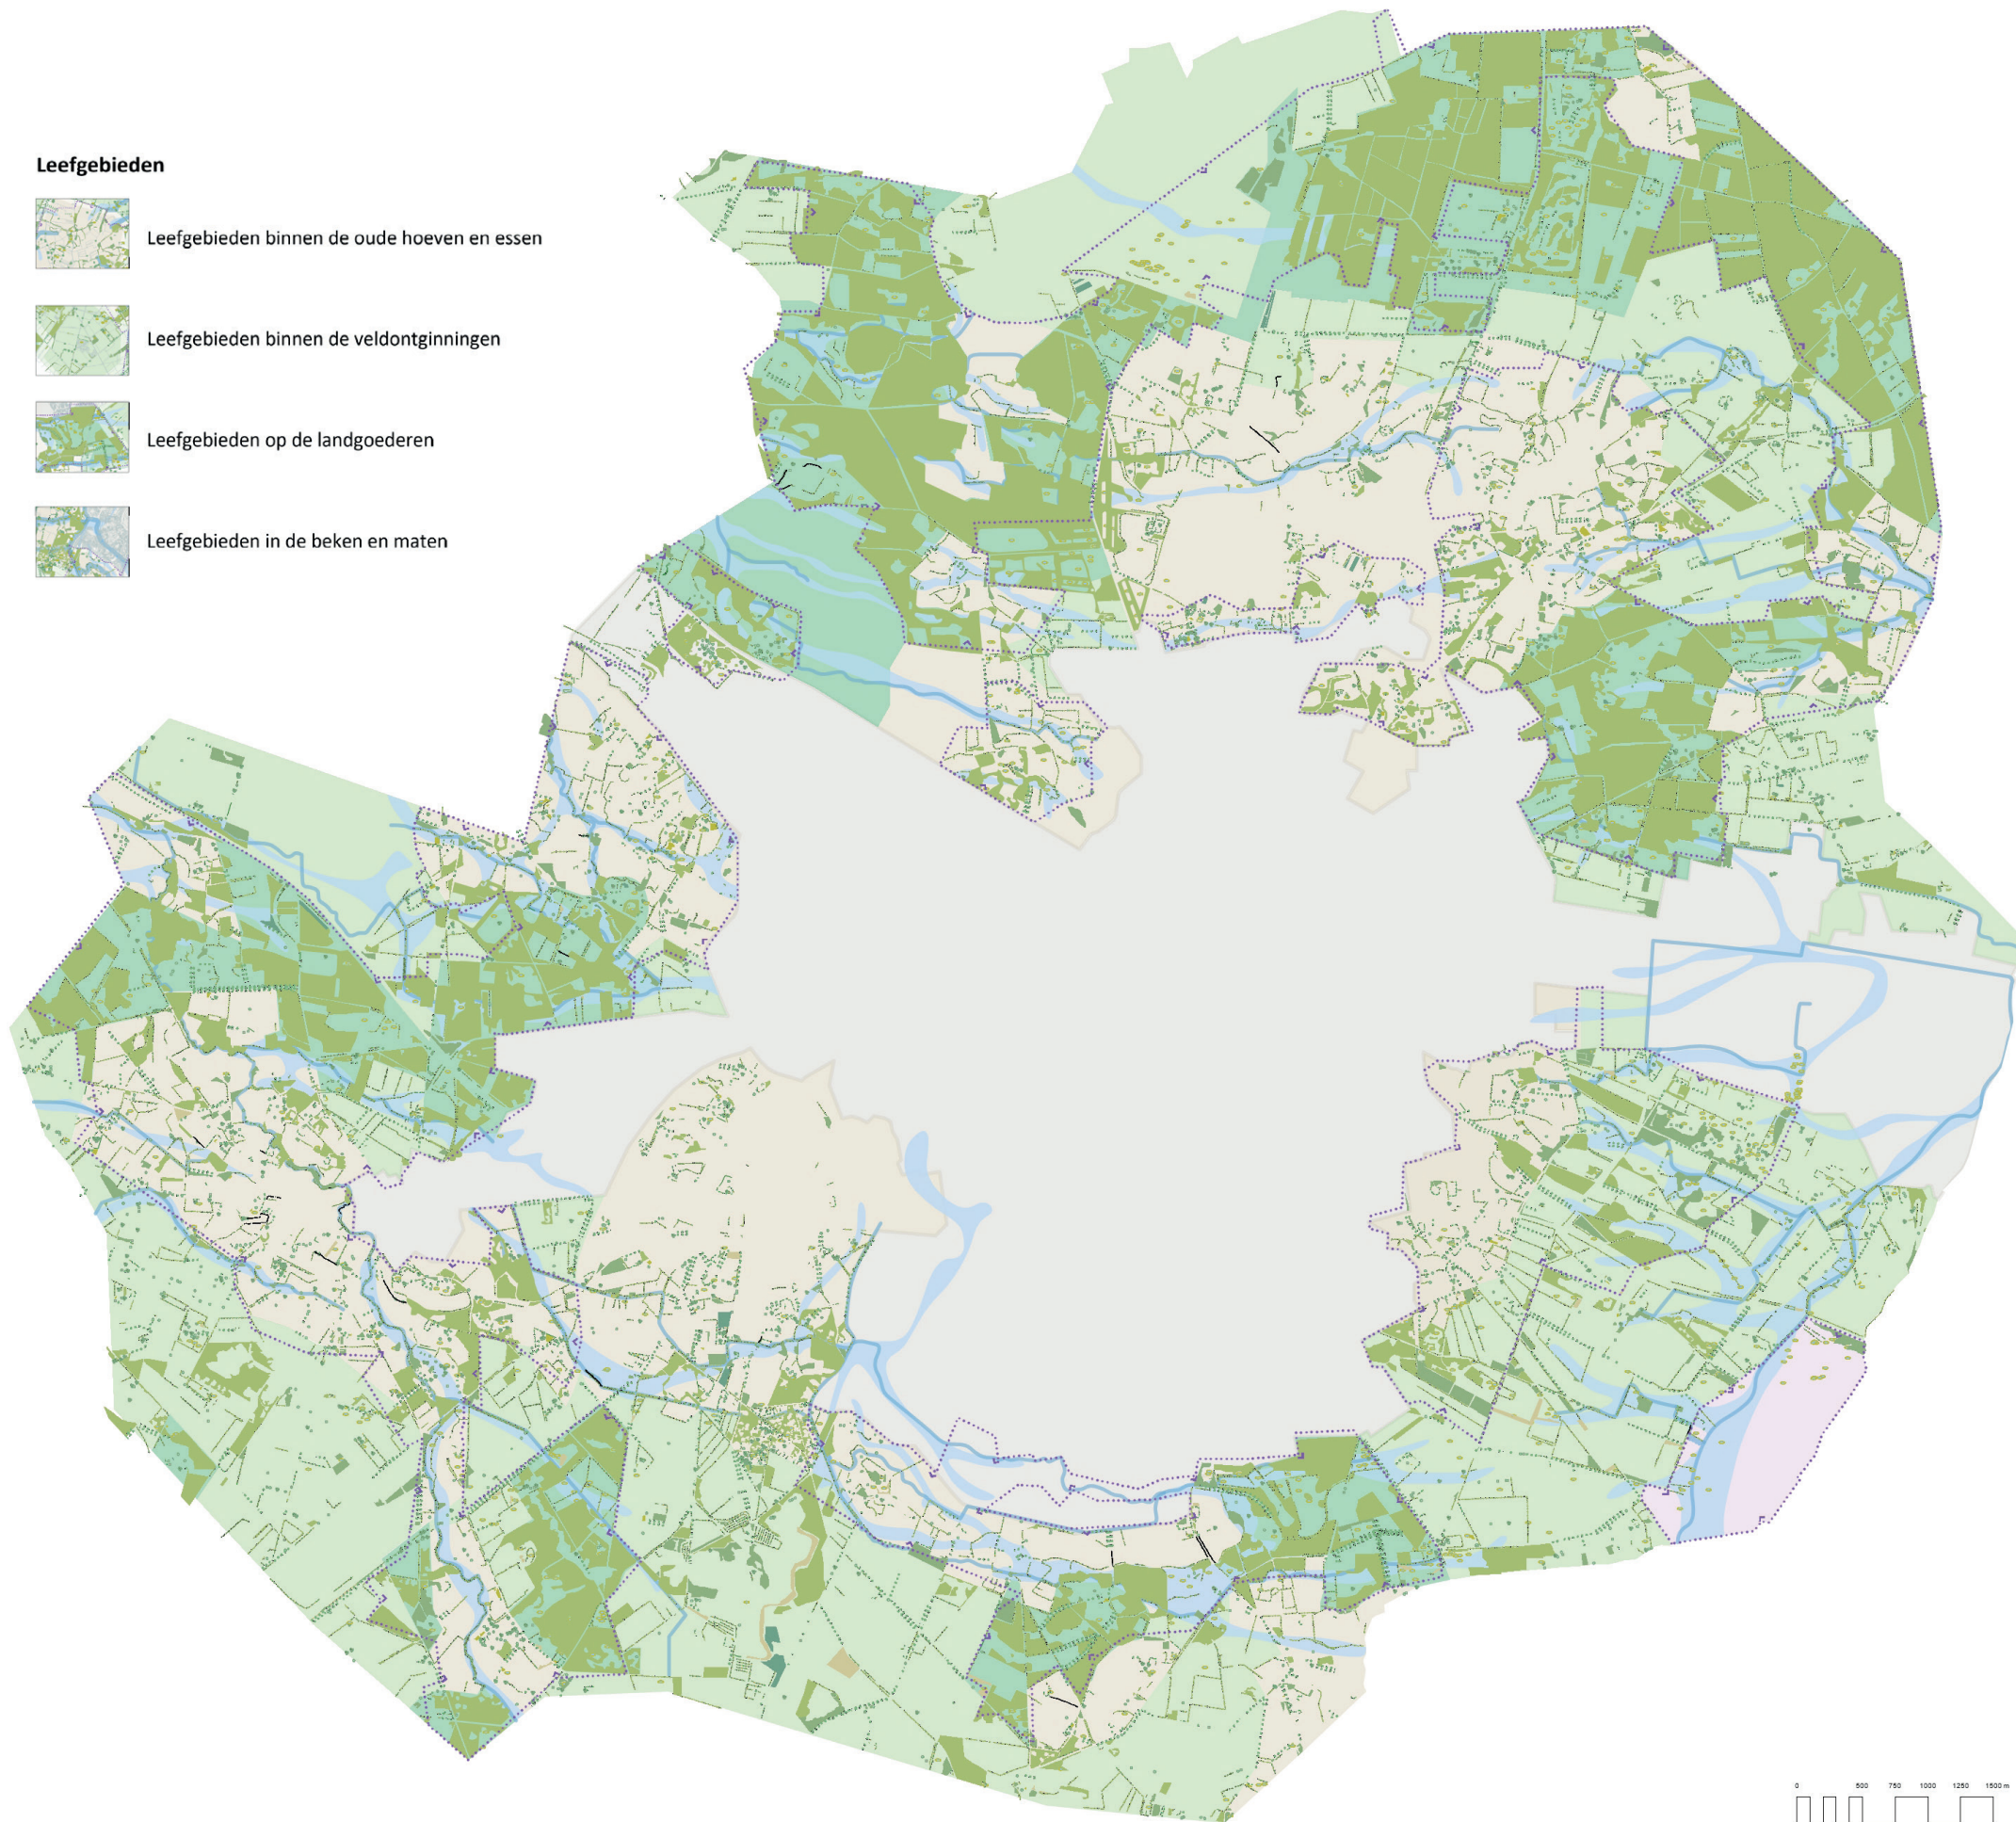 Leefgebieden
Leefgebieden binnen de oude hoeven en essen
Leefgebieden binnen de veldontginningen
Leefgebieden op de landgoederen
Leefgebieden in de beken en maten
0 500 750 1000 1250 1500 m